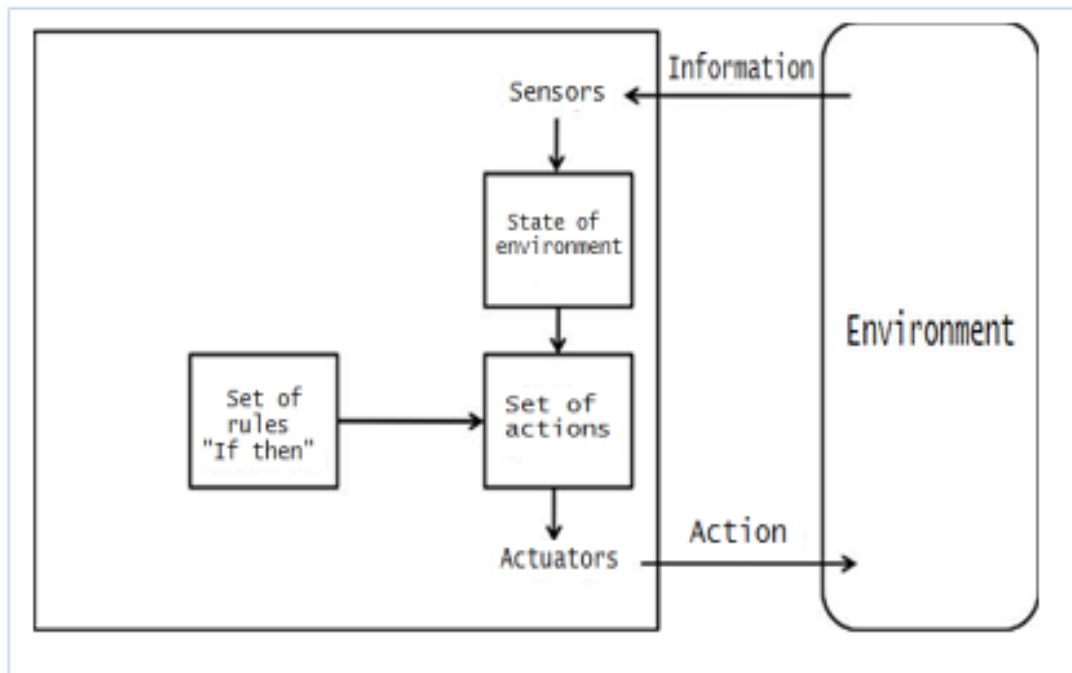 Information
Sensors
State of
environment
Environment
Set of
rules
"If then"
Set of
actions
Action
Actuators